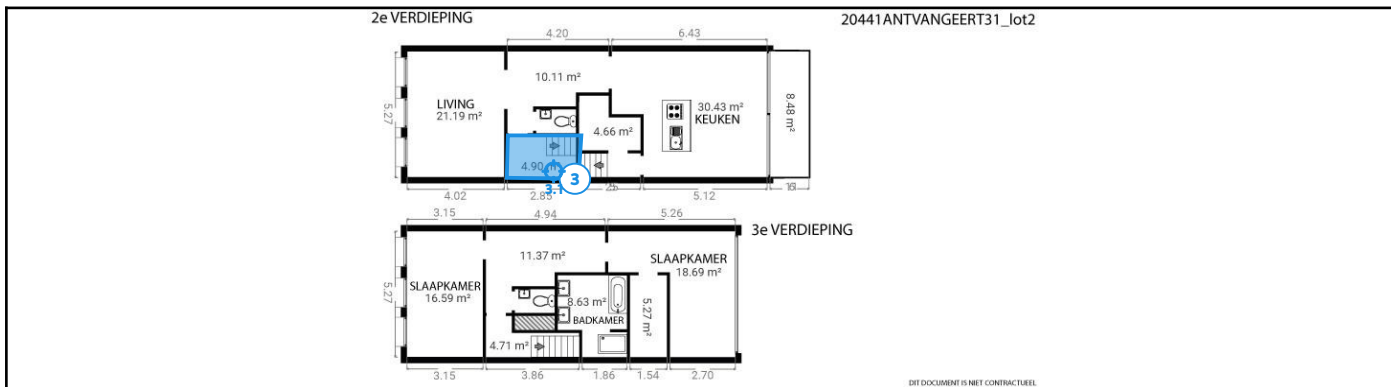 2e VERDIEPING
20441ANTVANGEERT31_lot2
4.20
6.43
10.11 m²
LIVING
21.19 m²
30.43 m²
KEUKEN
8.48 m²
5.27
4.66 m²
4.90
3
3.1
4.02
2.85
5.12
3.15
4.94
5.26
3e VERDIEPING
11.37 m²
SLAAPKAMER
18.69 m²
SLAAPKAMER
16.59 m²
5.27
8.63 m²
BADKAMER
5.27 m²
4.71 m²
3.15
3.86
1.86
1.54
2.70
DIT DOCUMENT IS NIET CONTRACTUEEL